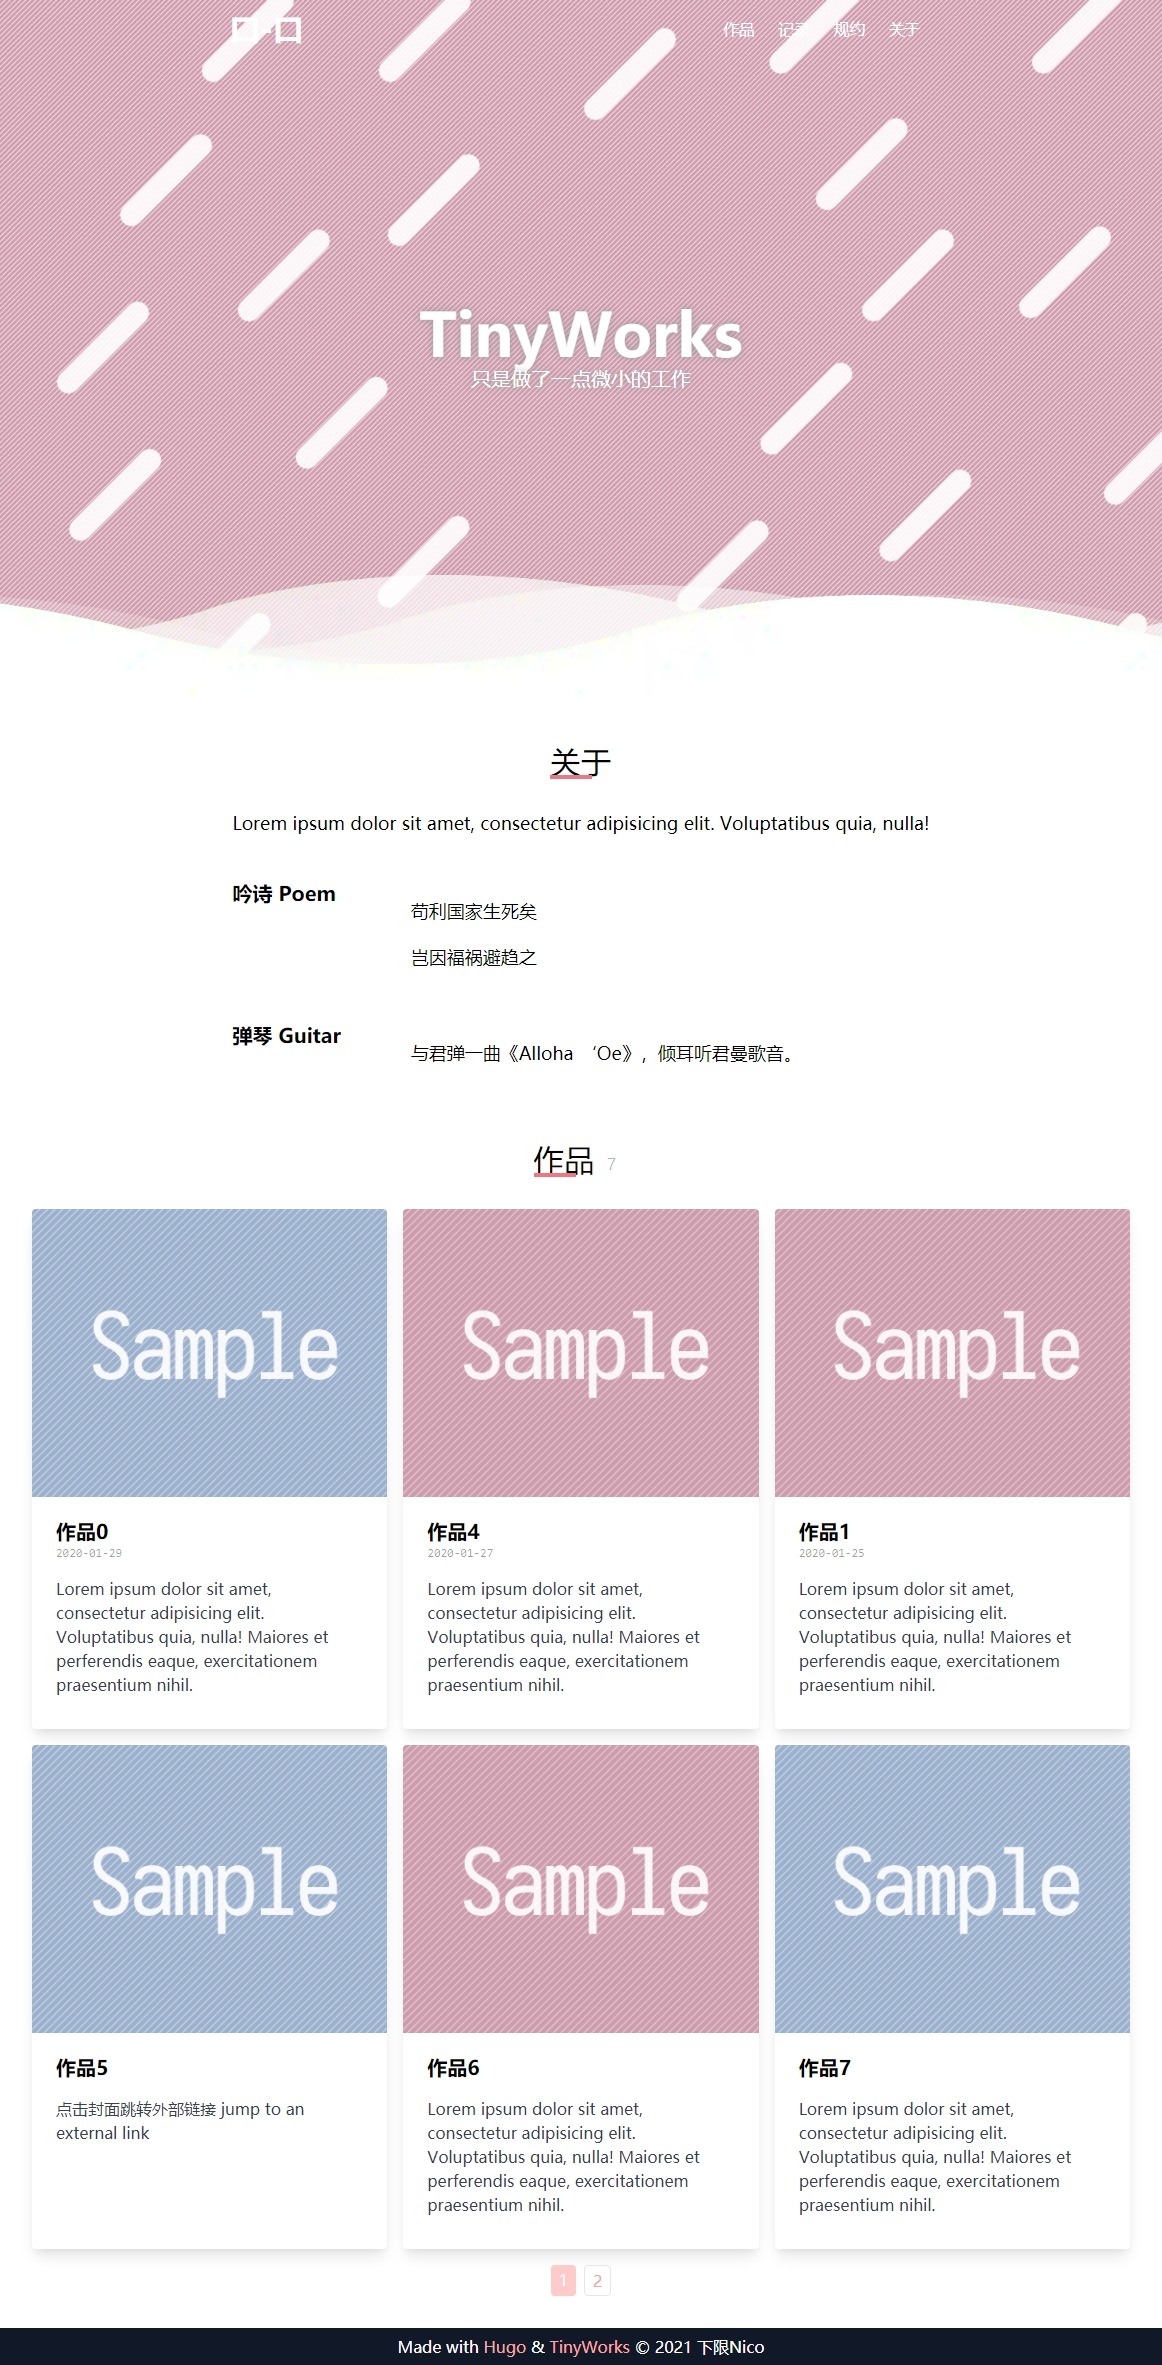 口-口
作品 记录 规约 关于
TinyWorks
只是做了一点微小的工作
关于
Lorem ipsum dolor sit amet, consectetur adipisicing elit. Voluptatibus quia, nulla!
吟诗 Poem
苟利国家生死矣
岂因福祸避趋之
弹琴 Guitar
与君弹一曲《Alloha ‘Oe》，倾耳听君曼歌音。
作品 7
Sample
作品0
2020-01-29
Lorem ipsum dolor sit amet,
consectetur adipisicing elit.
Voluptatibus quia, nulla! Maiores et
perferendis eaque, exercitationem
praesentium nihil.
Sample
作品4
2020-01-27
Lorem ipsum dolor sit amet,
consectetur adipisicing elit.
Voluptatibus quia, nulla! Maiores et
perferendis eaque, exercitationem
praesentium nihil.
Sample
作品1
2020-01-25
Lorem ipsum dolor sit amet,
consectetur adipisicing elit.
Voluptatibus quia, nulla! Maiores et
perferendis eaque, exercitationem
praesentium nihil.
Sample
作品5
点击封面跳转外部链接 jump to an
external link
Sample
作品6
Lorem ipsum dolor sit amet,
consectetur adipisicing elit.
Voluptatibus quia, nulla! Maiores et
perferendis eaque, exercitationem
praesentium nihil.
Sample
作品7
Lorem ipsum dolor sit amet,
consectetur adipisicing elit.
Voluptatibus quia, nulla! Maiores et
perferendis eaque, exercitationem
praesentium nihil.
1 2
Made with Hugo & TinyWorks © 2021 下限Nico